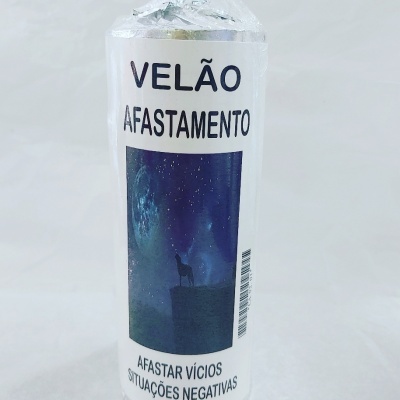 VELÃO
AFASTAMENTO
AFASTAR VÍCIOS
SITUAÇÕES NEGATIVAS